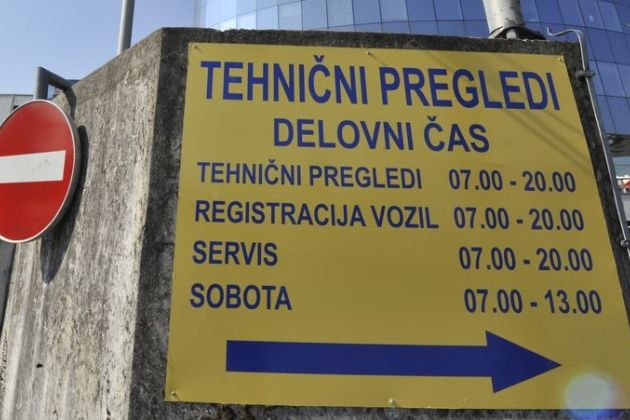 TEHNIČNI PREGLEDI
DELOVNI ČAS
TEHNIČNI PREGLEDI 07.00 - 20.00
REGISTRACIJA VOZIL 07.00 - 20.00
SERVIS 07.00 - 20.00
SOBOTA 07.00 - 13.00